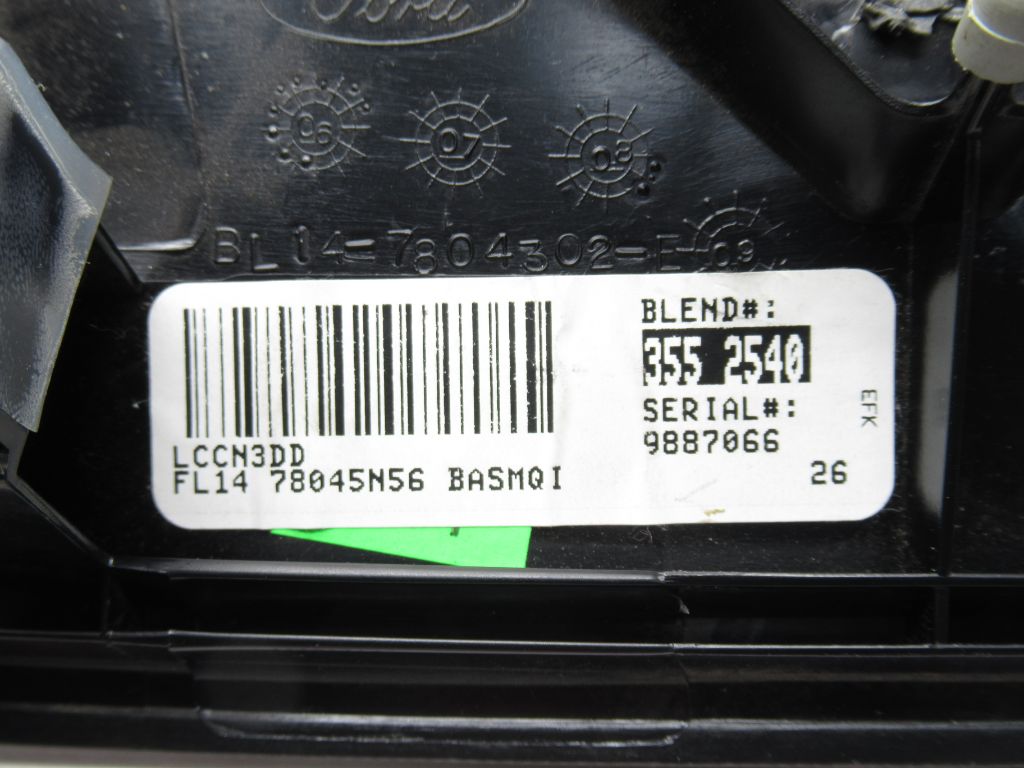 Ford
06
07
08
BL14-7804302-E
09
LCCN3DD
FL14 78045N56 BASMQI
BLEND#:
355 2540
SERIAL#:
9887066
26
EFK